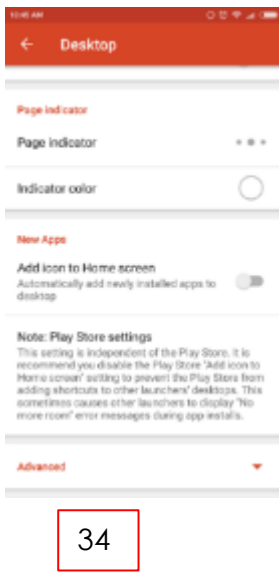 10:45 AM
Desktop
Page indicator
Page indicator
Indicator color
New Apps
Add icon to Home screen
Automatically add newly installed apps to
desktop
Note: Play Store settings
This setting is independent of the Play Store. It is
recommend you disable the Play Store "Add icon to
Home screen" setting to prevent the Play Store from
adding shortcuts to other launchers' desktops. This
sometimes causes other launchers to display "No
more room" error messages during app installs.
Advanced
34